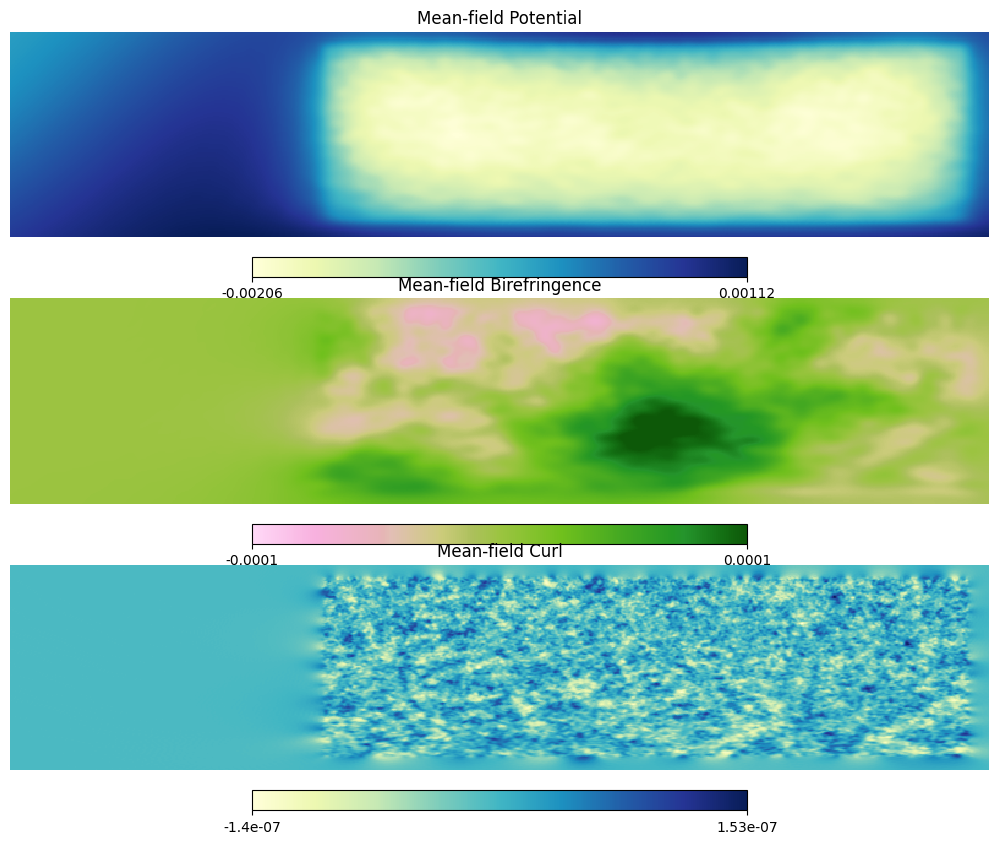 Mean-field Potential
-0.00206 0.00112
Mean-field Birefringence
-0.0001 0.0001
Mean-field Curl
-1.4e-07 1.53e-07